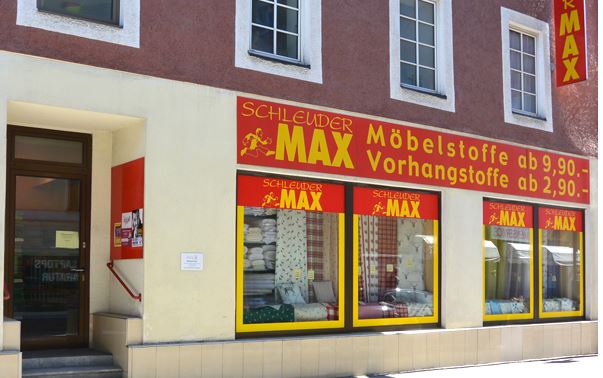 R
MAX
SCHLEUDER
MAX
Möbelstoffe ab 9,90.-
Vorhangstoffe ab 2,90.-
SCHLEUDER
MAX
SCHLEUDER
MAX
SCHLEUDER
MAX
SCHLEUDER
MAX
LAPTOPS